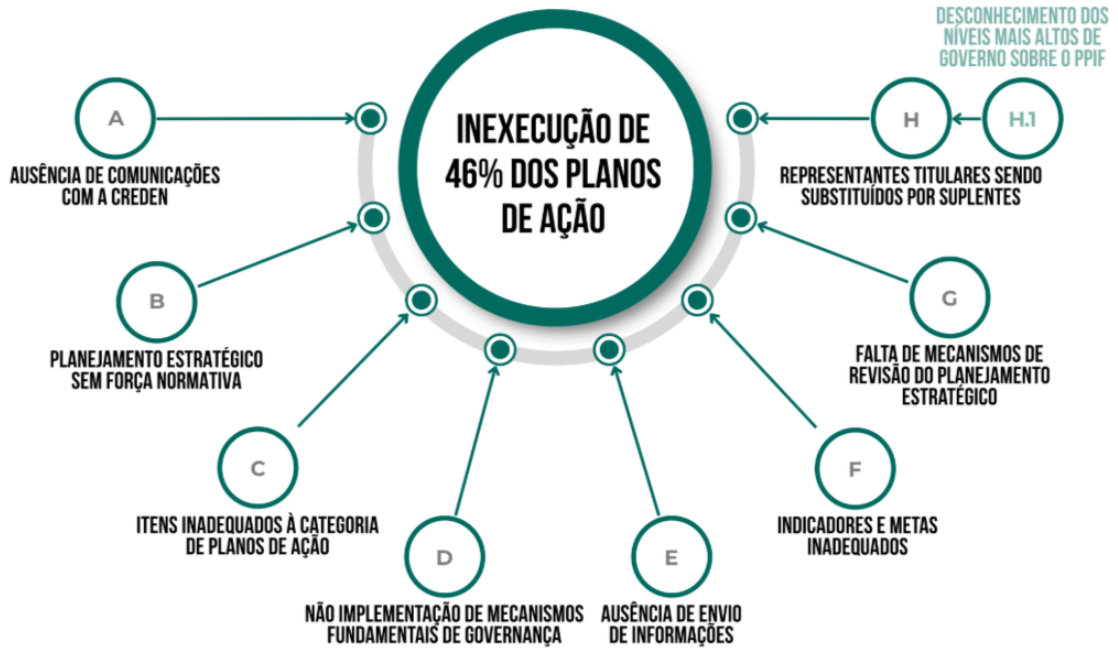 INEXECUÇÃO DE
46% DOS PLANOS
DE AÇÃO
A
AUSÊNCIA DE COMUNICAÇÕES
COM A CREDEN
B
PLANEJAMENTO ESTRATÉGICO
SEM FORÇA NORMATIVA
C
ITENS INADEQUADOS À CATEGORIA
DE PLANOS DE AÇÃO
D
NÃO IMPLEMENTAÇÃO DE MECANISMOS
FUNDAMENTAIS DE GOVERNANÇA
E
AUSÊNCIA DE ENVIO
DE INFORMAÇÕES
F
INDICADORES E METAS
INADEQUADOS
G
FALTA DE MECANISMOS DE
REVISÃO DO PLANEJAMENTO
ESTRATÉGICO
H
REPRESENTANTES TITULARES SENDO
SUBSTITUÍDOS POR SUPLENTES
H.1
DESCONHECIMENTO DOS
NÍVEIS MAIS ALTOS DE
GOVERNO SOBRE O PPIF